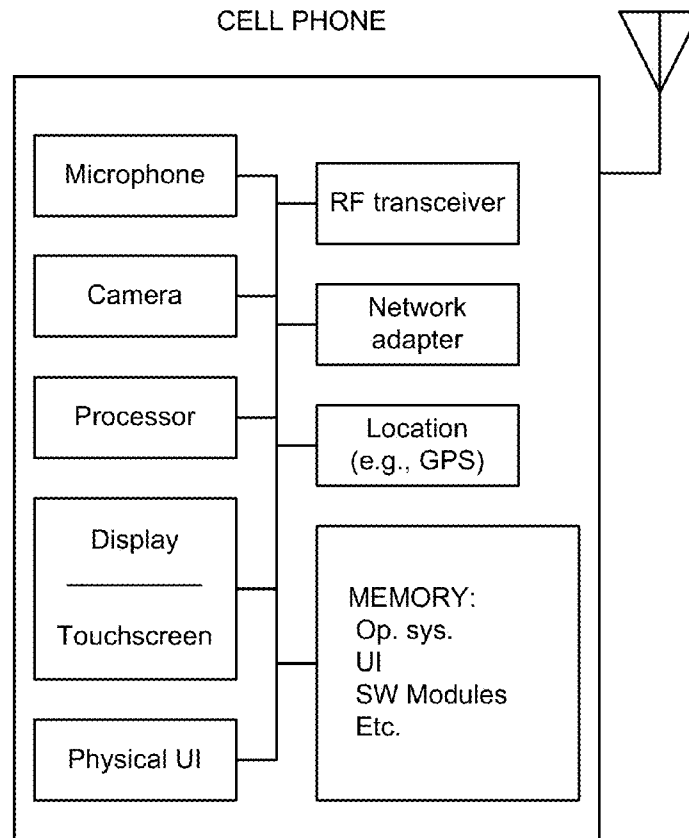 CELL PHONE
Microphone
Camera
Processor
Display
Touchscreen
Physical UI
RF transceiver
Network
adapter
Location
(e.g., GPS)
MEMORY:
Op. sys.
UI
SW Modules
Etc.